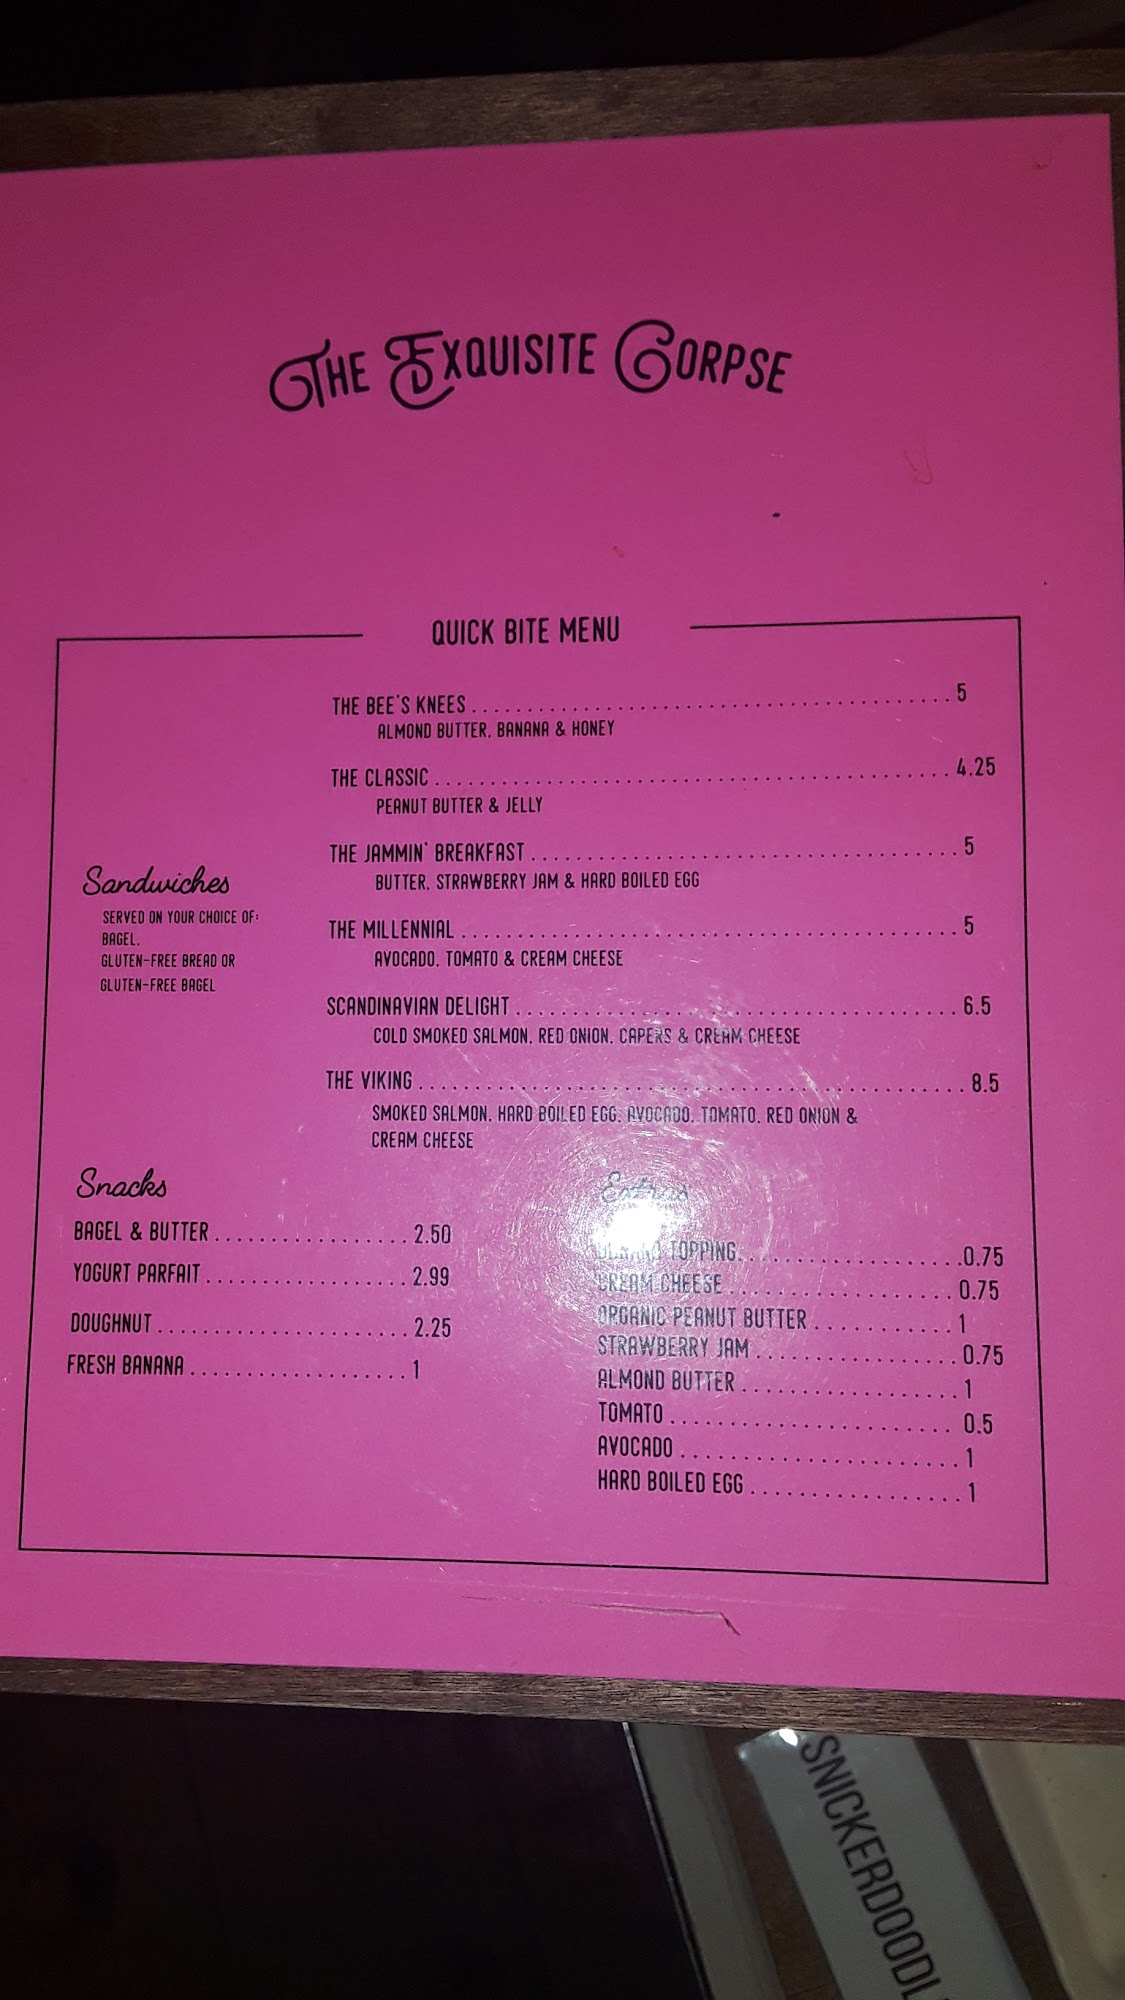 THE EXQUISITE CORPSE
QUICK BITE MENU
Sandwiches
SERVED ON YOUR CHOICE OF:
BAGEL,
GLUTEN-FREE BREAD OR
GLUTEN-FREE BAGEL
THE BEE'S KNEES 5
ALMOND BUTTER, BANANA & HONEY
THE CLASSIC 4.25
PEANUT BUTTER & JELLY
THE JAMMIN' BREAKFAST 5
BUTTER, STRAWBERRY JAM & HARD BOILED EGG
THE MILLENNIAL 5
AVOCADO, TOMATO & CREAM CHEESE
SCANDINAVIAN DELIGHT 6.5
COLD SMOKED SALMON, RED ONION, CAPERS & CREAM CHEESE
THE VIKING 8.5
SMOKED SALMON, HARD BOILED EGG, AVOCADO, TOMATO, RED ONION &
CREAM CHEESE
Snacks
BAGEL & BUTTER 2.50
YOGURT PARFAIT 2.99
DOUGHNUT 2.25
FRESH BANANA 1
Extras
TOPPING 0.75
CREAM CHEESE 0.75
ORGANIC PEANUT BUTTER 1
STRAWBERRY JAM 0.75
ALMOND BUTTER 1
TOMATO 0.5
AVOCADO 1
HARD BOILED EGG 1
SNICKERDOODL